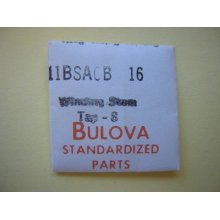 11BSACB 16
Winding Stem
Tap - 8
BULOVA
STANDARDIZED
PARTS